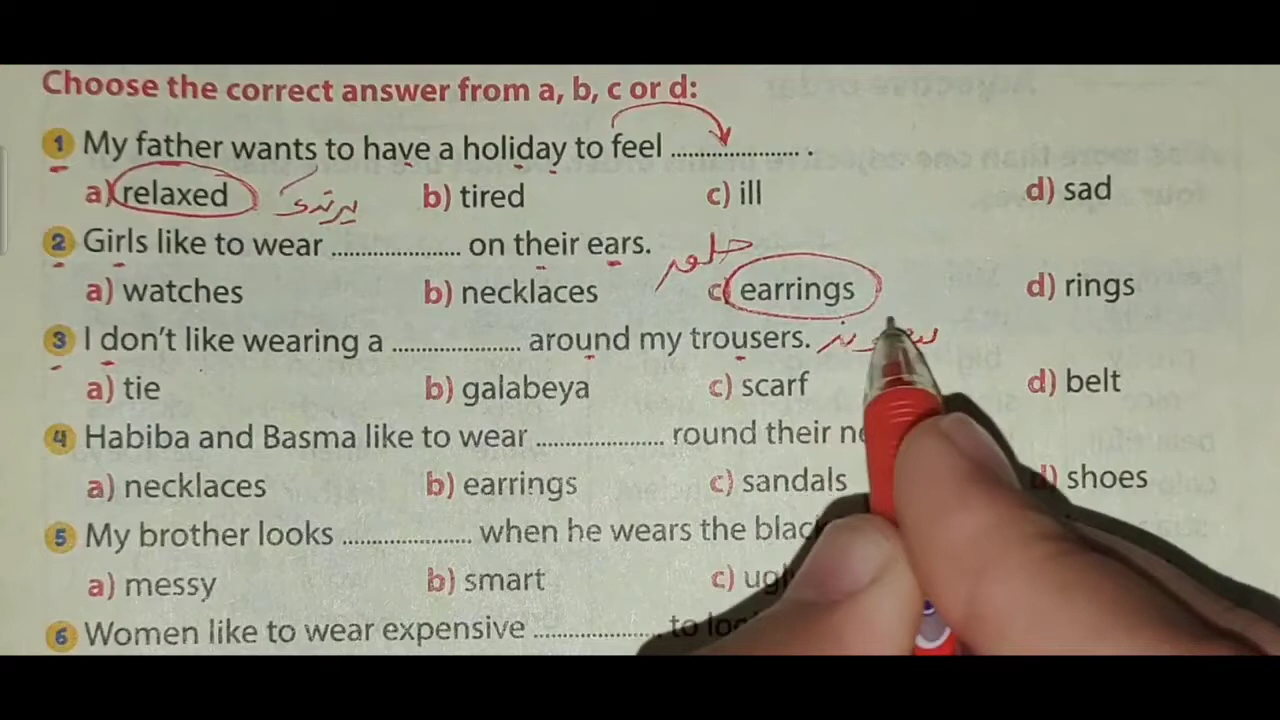 Choose the correct answer from a, b, c or d:
1 My father wants to have a holiday to feel ..................... .
a) relaxed يرتدى b) tired c) ill d) sad
2 Girls like to wear ..................... on their ears. حلق
a) watches b) necklaces c) earrings d) rings
3 I don't like wearing a ..................... around my trousers.
a) tie b) galabeya c) scarf d) belt
4 Habiba and Basma like to wear ..................... round their
a) necklaces b) earrings c) sandals d) shoes
5 My brother looks ..................... when he wears the
a) messy b) smart c)
6 Women like to wear expensive ..................... to